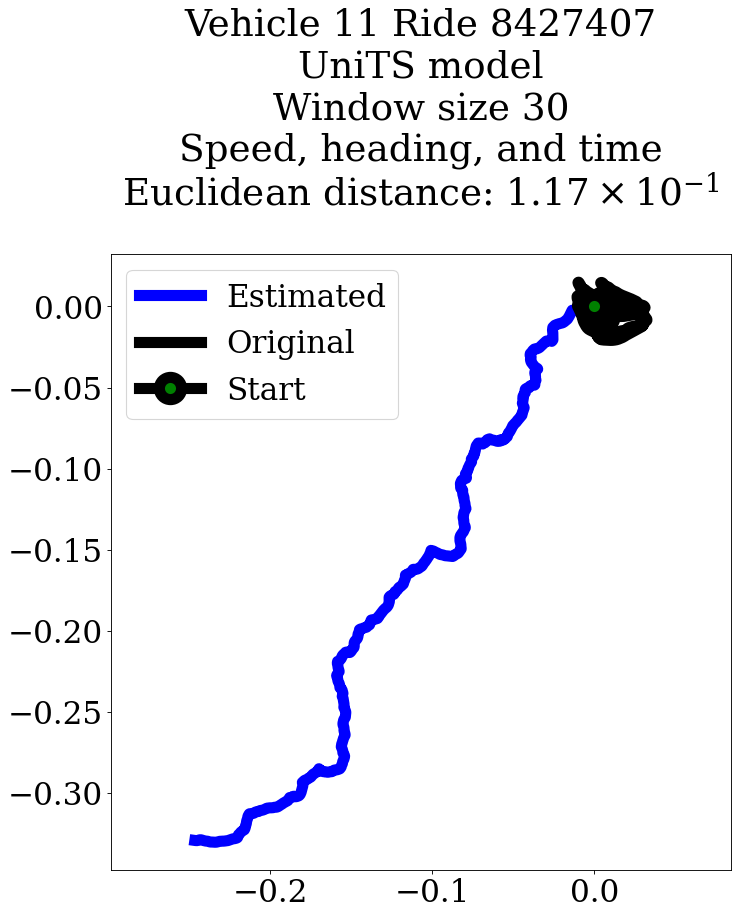 Vehicle 11 Ride 8427407
UniTS model
Window size 30
Speed, heading, and time
Euclidean distance: 1.17 × 10⁻¹
Estimated
Original
Start
0.00
−0.05
−0.10
−0.15
−0.20
−0.25
−0.30
−0.2 −0.1 0.0